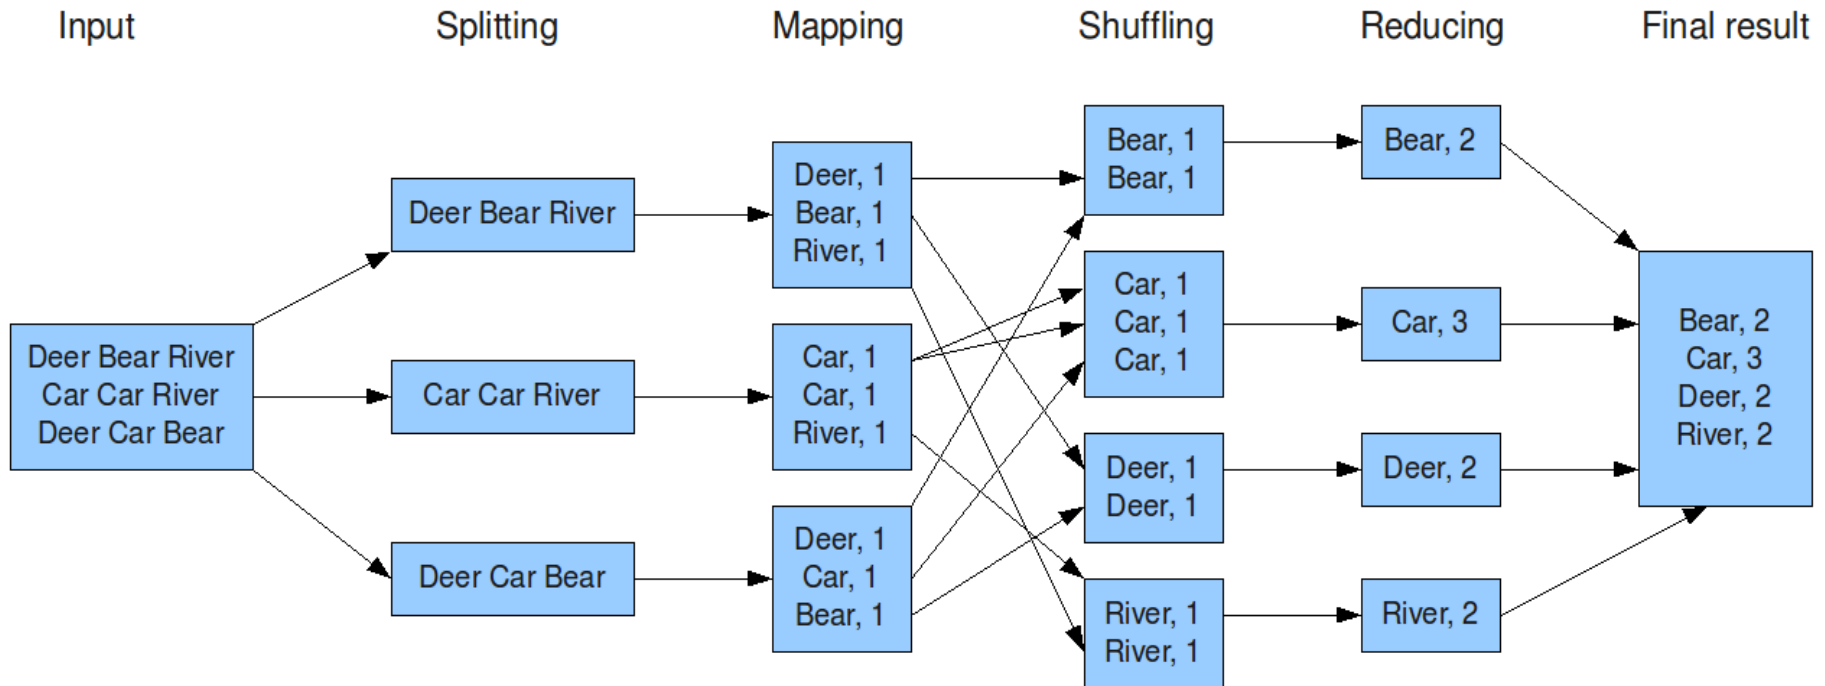 Input
Splitting
Mapping
Shuffling
Reducing
Final result
Deer Bear River
Car Car River
Deer Car Bear
Deer Bear River
Car Car River
Deer Car Bear
Deer, 1
Bear, 1
River, 1
Car, 1
Car, 1
River, 1
Deer, 1
Car, 1
Bear, 1
Bear, 1
Bear, 1
Car, 1
Car, 1
Car, 1
Deer, 1
Deer, 1
River, 1
River, 1
Bear, 2
Car, 3
Deer, 2
River, 2
Bear, 2
Car, 3
Deer, 2
River, 2